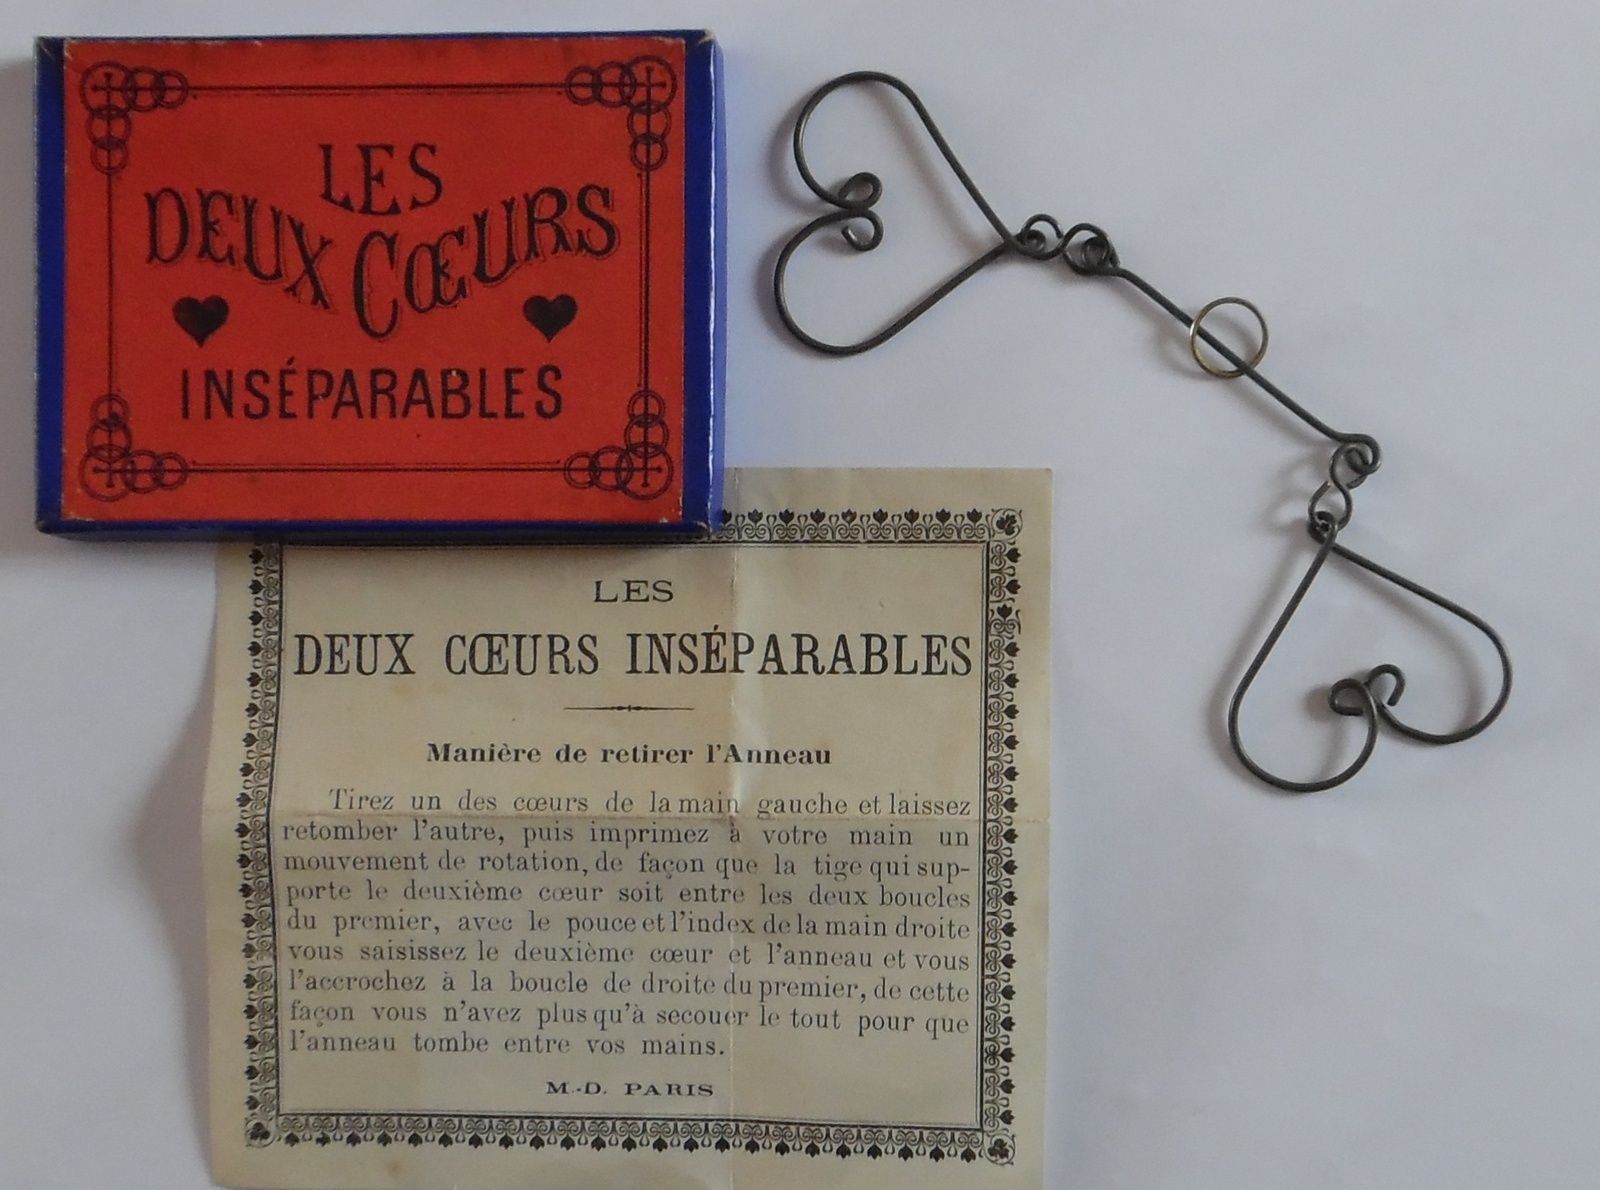 LES
DEUX CŒURS
INSÉPARABLES
LES
DEUX CŒURS INSÉPARABLES
Manière de retirer l'Anneau
Tirez un des cœurs de la main gauche et laissez
retomber l'autre, puis imprimez à votre main un
mouvement de rotation, de façon que la tige qui sup-
porte le deuxième cœur soit entre les deux boucles
du premier, avec le pouce et l'index de la main droite
vous saisissez le deuxième cœur et l'anneau et vous
l'accrochez à la boucle de droite du premier, de cette
façon vous n'avez plus qu'à secouer le tout pour que
l'anneau tombe entre vos mains.
M.-D. PARIS